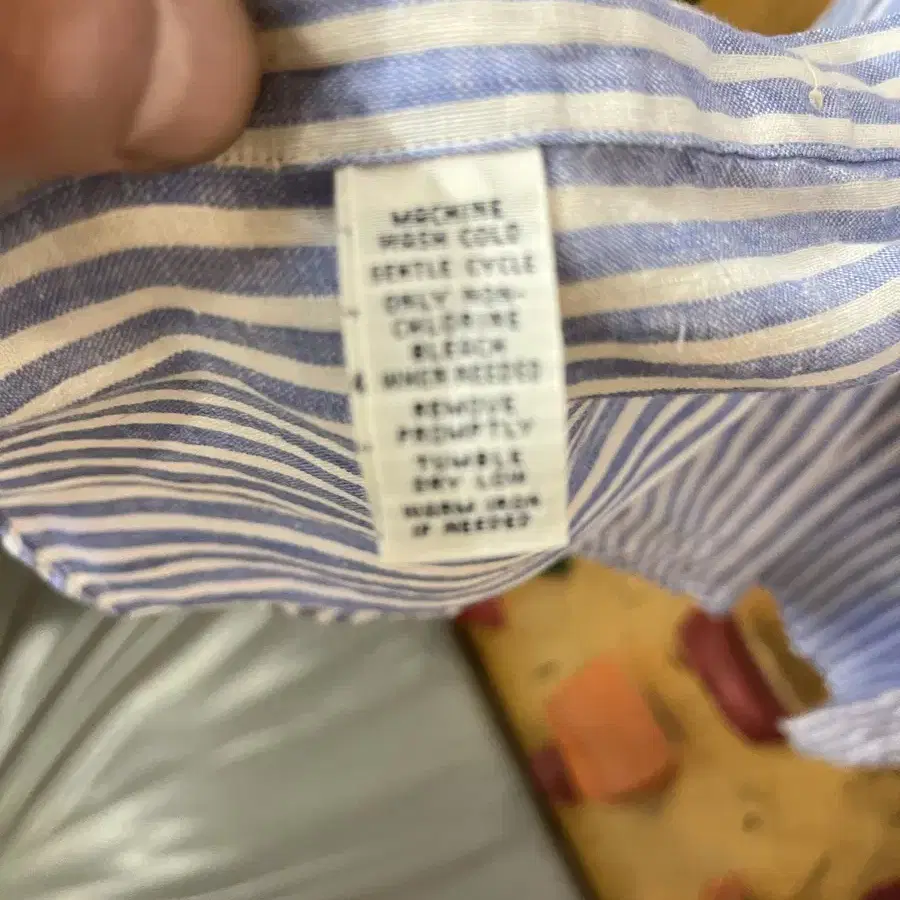 MACHINE
WASH COLD
GENTLE CYCLE
ONLY NON-
CHLORINE
BLEACH
WHEN NEEDED
REMOVE
PROMPTLY
TUMBLE
DRY LOW
WARM IRON
IF NEEDED